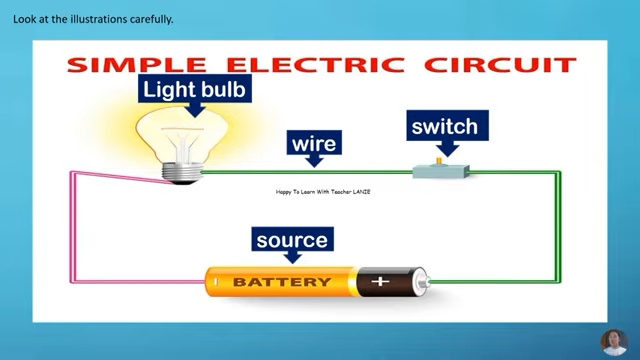 Look at the illustrations carefully.
SIMPLE ELECTRIC CIRCUIT
Light bulb
wire
switch
Happy To Learn With Teacher LANIE
source
BATTERY +